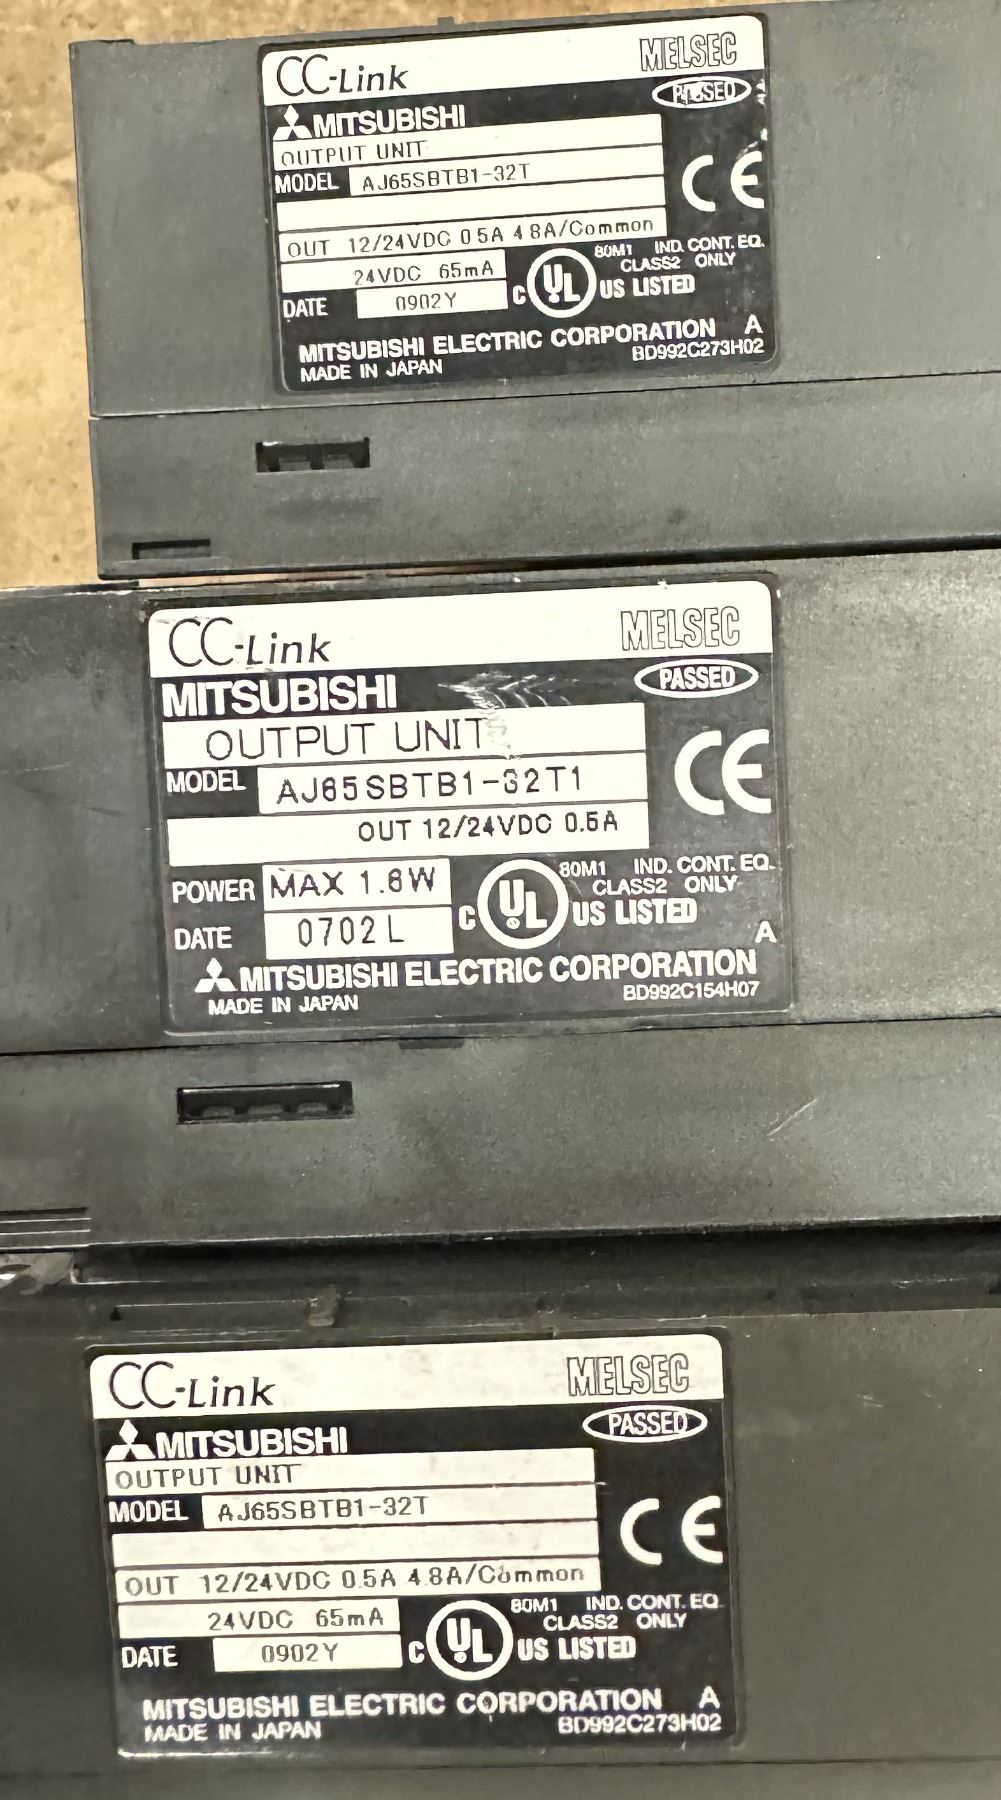 CC-Link MELSEC
MITSUBISHI PASSED
OUTPUT UNIT
MODEL AJ65SBTB1-32T
CE
OUT 12/24VDC 0.5A 4.8A/Common
24VDC 65mA
80M1 IND. CONT. EQ.
CLASS2 ONLY
DATE 0902Y
C UL US LISTED
MITSUBISHI ELECTRIC CORPORATION A
MADE IN JAPAN BD992C273H02
CC-Link MELSEC
MITSUBISHI PASSED
OUTPUT UNIT
MODEL AJ65SBTB1-32T1
CE
OUT 12/24VDC 0.5A
80M1 IND. CONT. EQ.
POWER MAX 1.6W
CLASS2 ONLY
C UL US LISTED
DATE 0702L
A
MITSUBISHI ELECTRIC CORPORATION
MADE IN JAPAN BD992C154H07
CC-Link MELSEC
MITSUBISHI PASSED
OUTPUT UNIT
MODEL AJ65SBTB1-32T
CE
OUT 12/24VDC 0.5A 4.8A/Common
24VDC 65mA
80M1 IND. CONT. EQ.
CLASS2 ONLY
DATE 0902Y
C UL US LISTED
MITSUBISHI ELECTRIC CORPORATION A
MADE IN JAPAN BD992C273H02